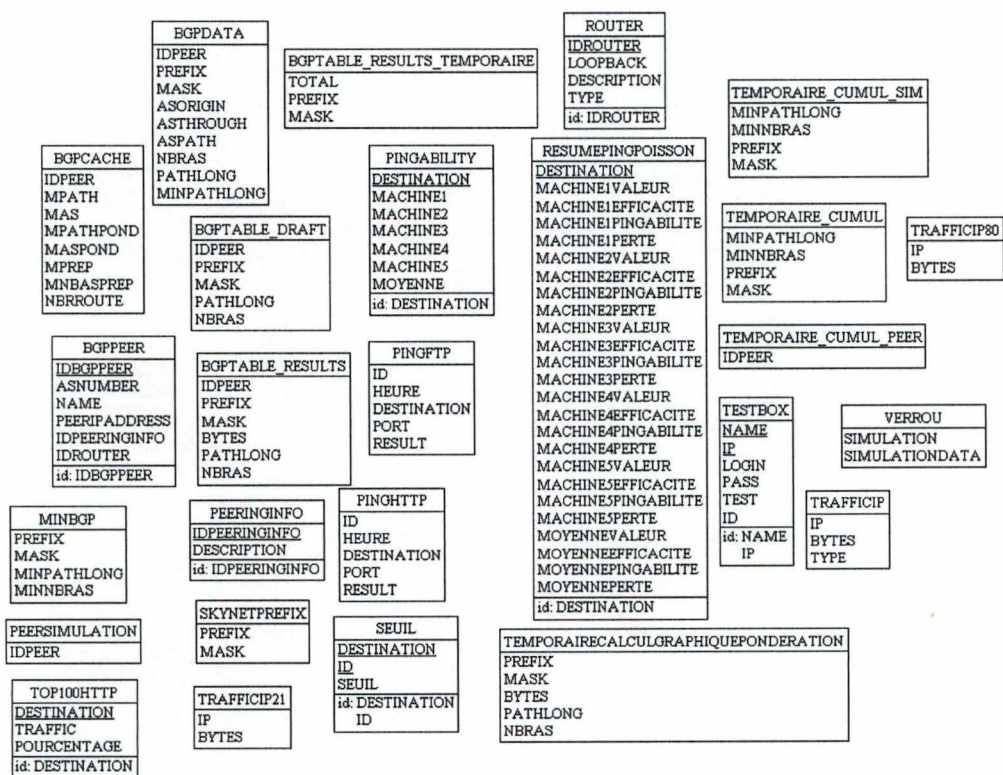 BGPDATA
IDPEER
PREFIX
MASK
ASORIGIN
ASTHROUGH
ASPATH
NBRAS
PATHLONG
MINPATHLONG
BGPTABLE_RESULTS_TEMPORAIRE
TOTAL
PREFIX
MASK
ROUTER
IDROUTER
LOOPBACK
DESCRIPTION
TYPE
id: IDROUTER
TEMPORAIRE_CUMUL_SIM
MINPATHLONG
MINNBRAS
PREFIX
MASK
BGPCACHE
IDPEER
MPATH
MAS
MPATHPOND
MASPOND
MPREP
MNBASPREP
NBRROUTE
BGPTABLE_DRAFT
IDPEER
PREFIX
MASK
PATHLONG
NBRAS
PINGABILITY
DESTINATION
MACHINE1
MACHINE2
MACHINE3
MACHINE4
MACHINE5
MOYENNE
id: DESTINATION
RESUMEPINGPOISSON
DESTINATION
MACHINE1VALEUR
MACHINE1EFFICACITE
MACHINE1PINGABILITE
MACHINE1PERTE
MACHINE2VALEUR
MACHINE2EFFICACITE
MACHINE2PINGABILITE
MACHINE2PERTE
MACHINE3VALEUR
MACHINE3EFFICACITE
MACHINE3PINGABILITE
MACHINE3PERTE
MACHINE4VALEUR
MACHINE4EFFICACITE
MACHINE4PINGABILITE
MACHINE4PERTE
MACHINE5VALEUR
MACHINE5EFFICACITE
MACHINE5PINGABILITE
MACHINE5PERTE
MOYENNEVALEUR
MOYENNEEFFICACITE
MOYENNEPINGABILITE
MOYENNEPERTE
id: DESTINATION
TEMPORAIRE_CUMUL
MINPATHLONG
MINNBRAS
PREFIX
MASK
TRAFFICIP80
IP
BYTES
BGPPEER
IDBGPPEER
ASNUMBER
NAME
PEERIPADDRESS
IDPEERINGINFO
IDROUTER
id: IDBGPPEER
BGPTABLE_RESULTS
IDPEER
PREFIX
MASK
BYTES
PATHLONG
NBRAS
PINGFTP
ID
HEURE
DESTINATION
PORT
RESULT
TEMPORAIRE_CUMUL_PEER
IDPEER
TESTBOX
NAME
IP
LOGIN
PASS
TEST
ID
id: NAME
IP
VERROU
SIMULATION
SIMULATIONDATA
MINBGP
PREFIX
MASK
MINPATHLONG
MINNBRAS
PEERINGINFO
IDPEERINGINFO
DESCRIPTION
id: IDPEERINGINFO
PINGHTTP
ID
HEURE
DESTINATION
PORT
RESULT
TRAFFICIP
IP
BYTES
TYPE
PEERSIMULATION
IDPEER
SKYNETPREFIX
PREFIX
MASK
SEUIL
DESTINATION
ID
SEUIL
id: DESTINATION
ID
TEMPORAIRECALCULGRAPHIQUEPONDERATION
PREFIX
MASK
BYTES
PATHLONG
NBRAS
TOP100HTTP
DESTINATION
TRAFFIC
POURCENTAGE
id: DESTINATION
TRAFFICIP21
IP
BYTES